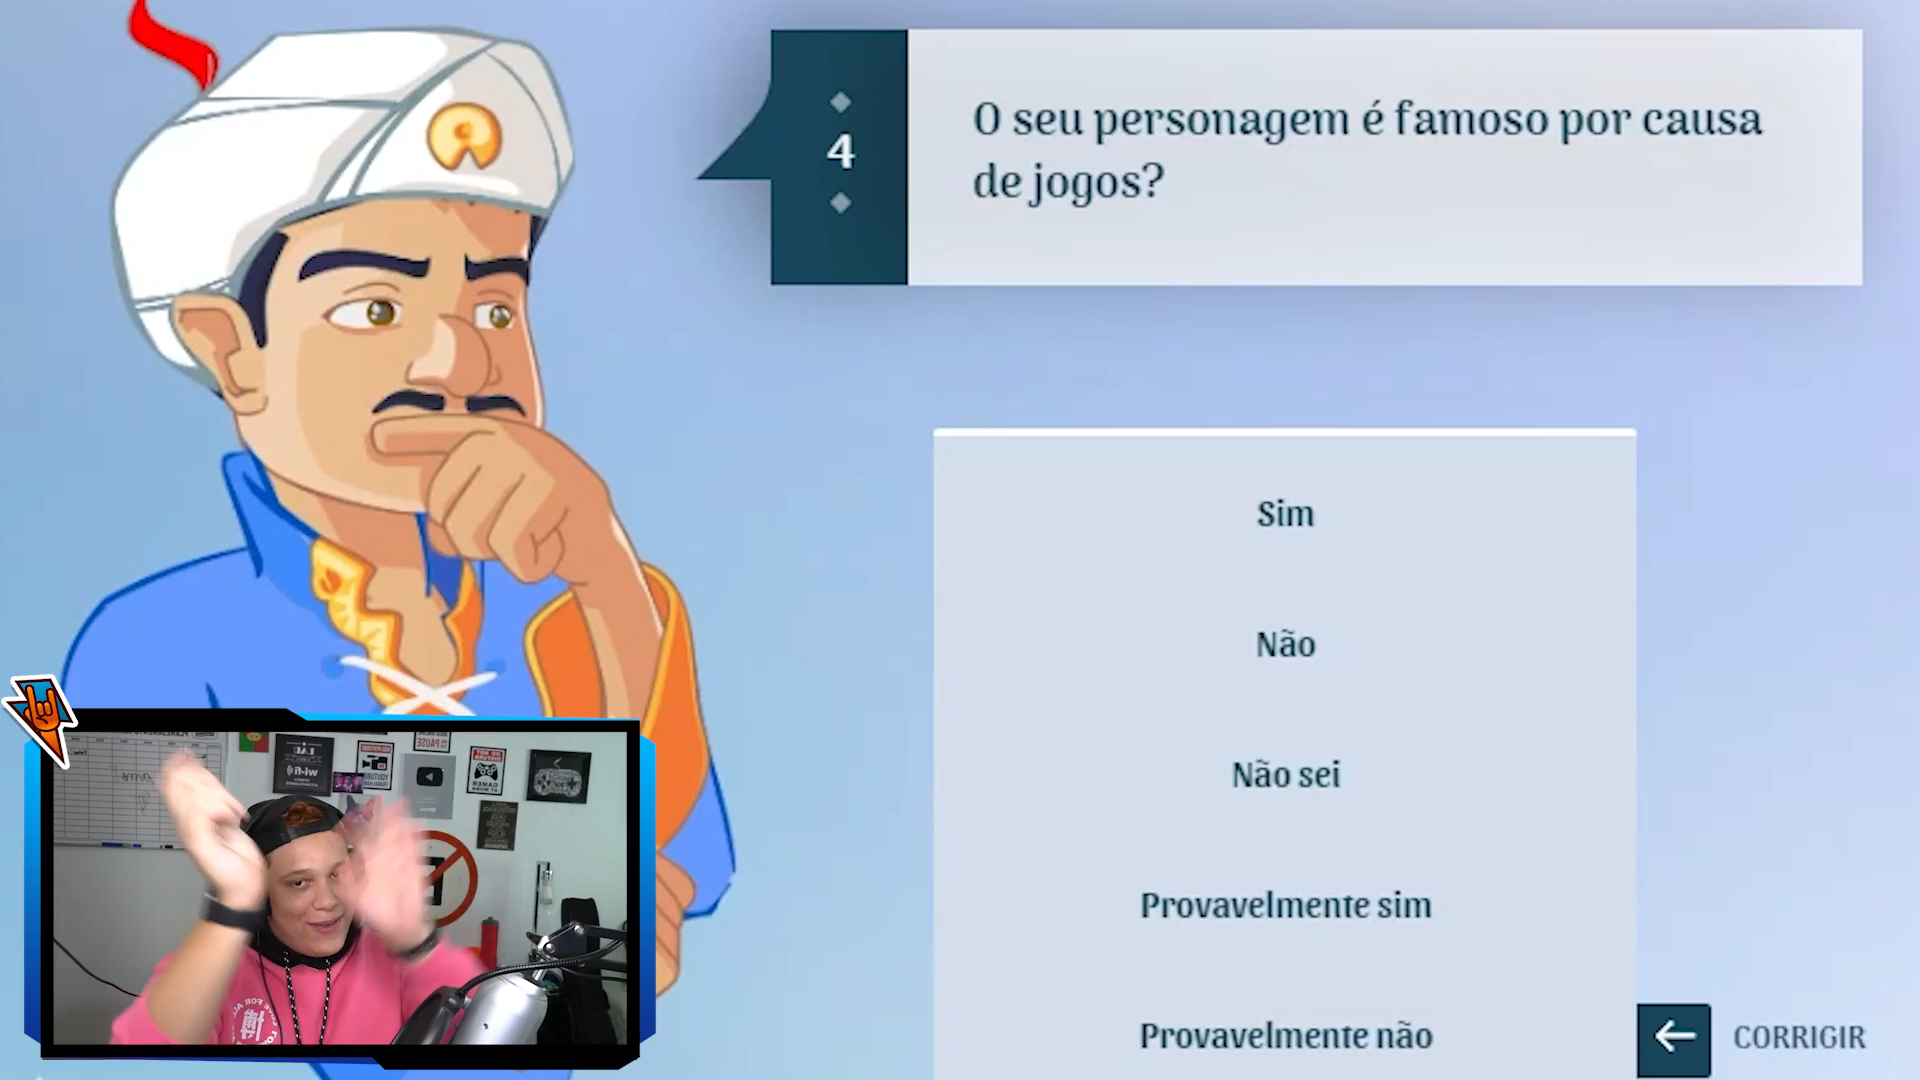 4
O seu personagem é famoso por causa
de jogos?
Sim
Não
Não sei
Provavelmente sim
Provavelmente não
CORRIGIR